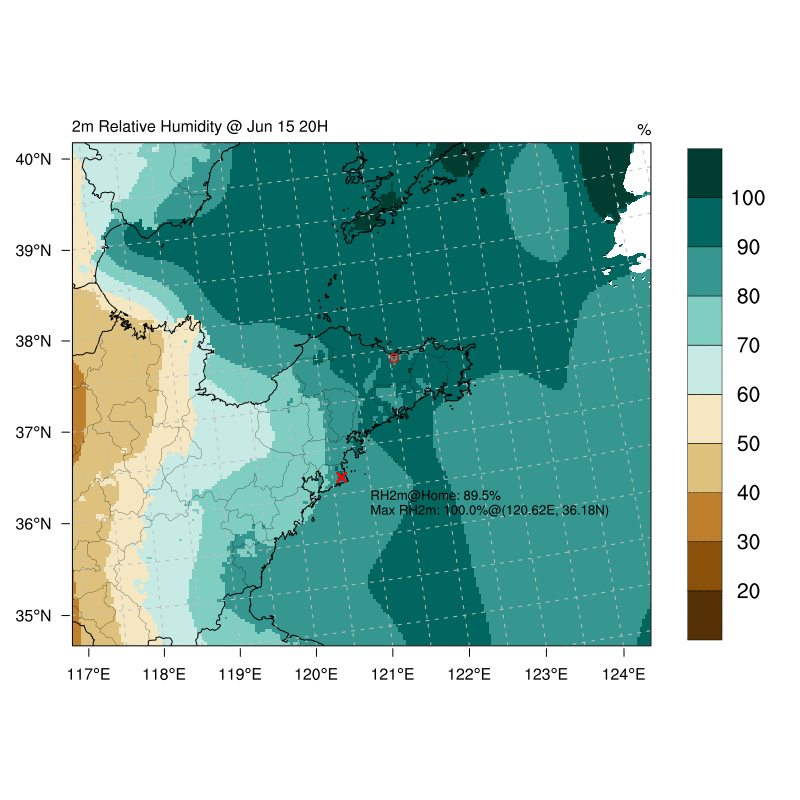 2m Relative Humidity @ Jun 15 20H
%
40°N
39°N
38°N
37°N
36°N
35°N
117°E
118°E
119°E
120°E
121°E
122°E
123°E
124°E
RH2m@Home: 89.5%
Max RH2m: 100.0%@(120.62E, 36.18N)
100
90
80
70
60
50
40
30
20